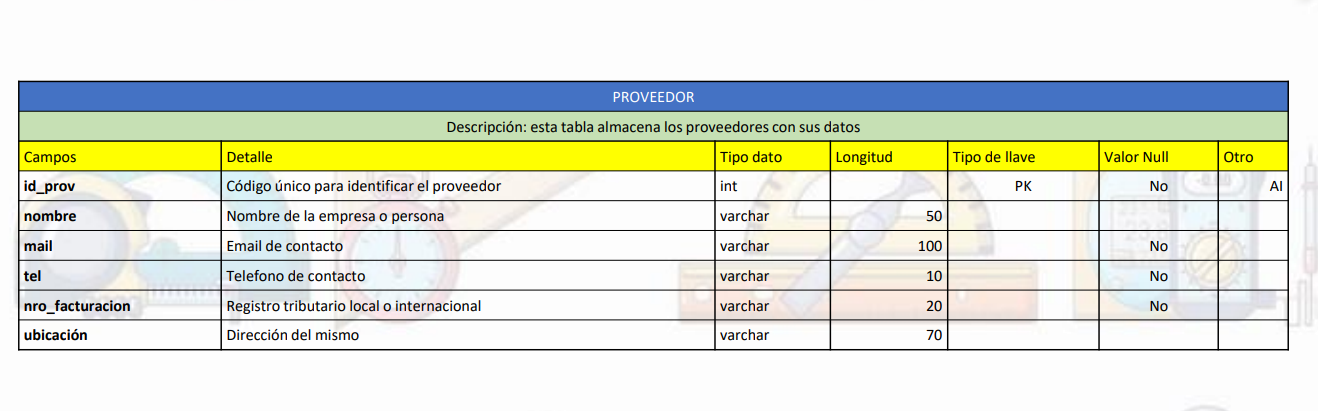 PROVEEDOR
Descripción: esta tabla almacena los proveedores con sus datos
Campos Detalle Tipo dato Longitud Tipo de llave Valor Null Otro
id_prov Código único para identificar el proveedor int PK No AI
nombre Nombre de la empresa o persona varchar 50
mail Email de contacto varchar 100 No
tel Telefono de contacto varchar 10 No
nro_facturacion Registro tributario local o internacional varchar 20 No
ubicación Dirección del mismo varchar 70